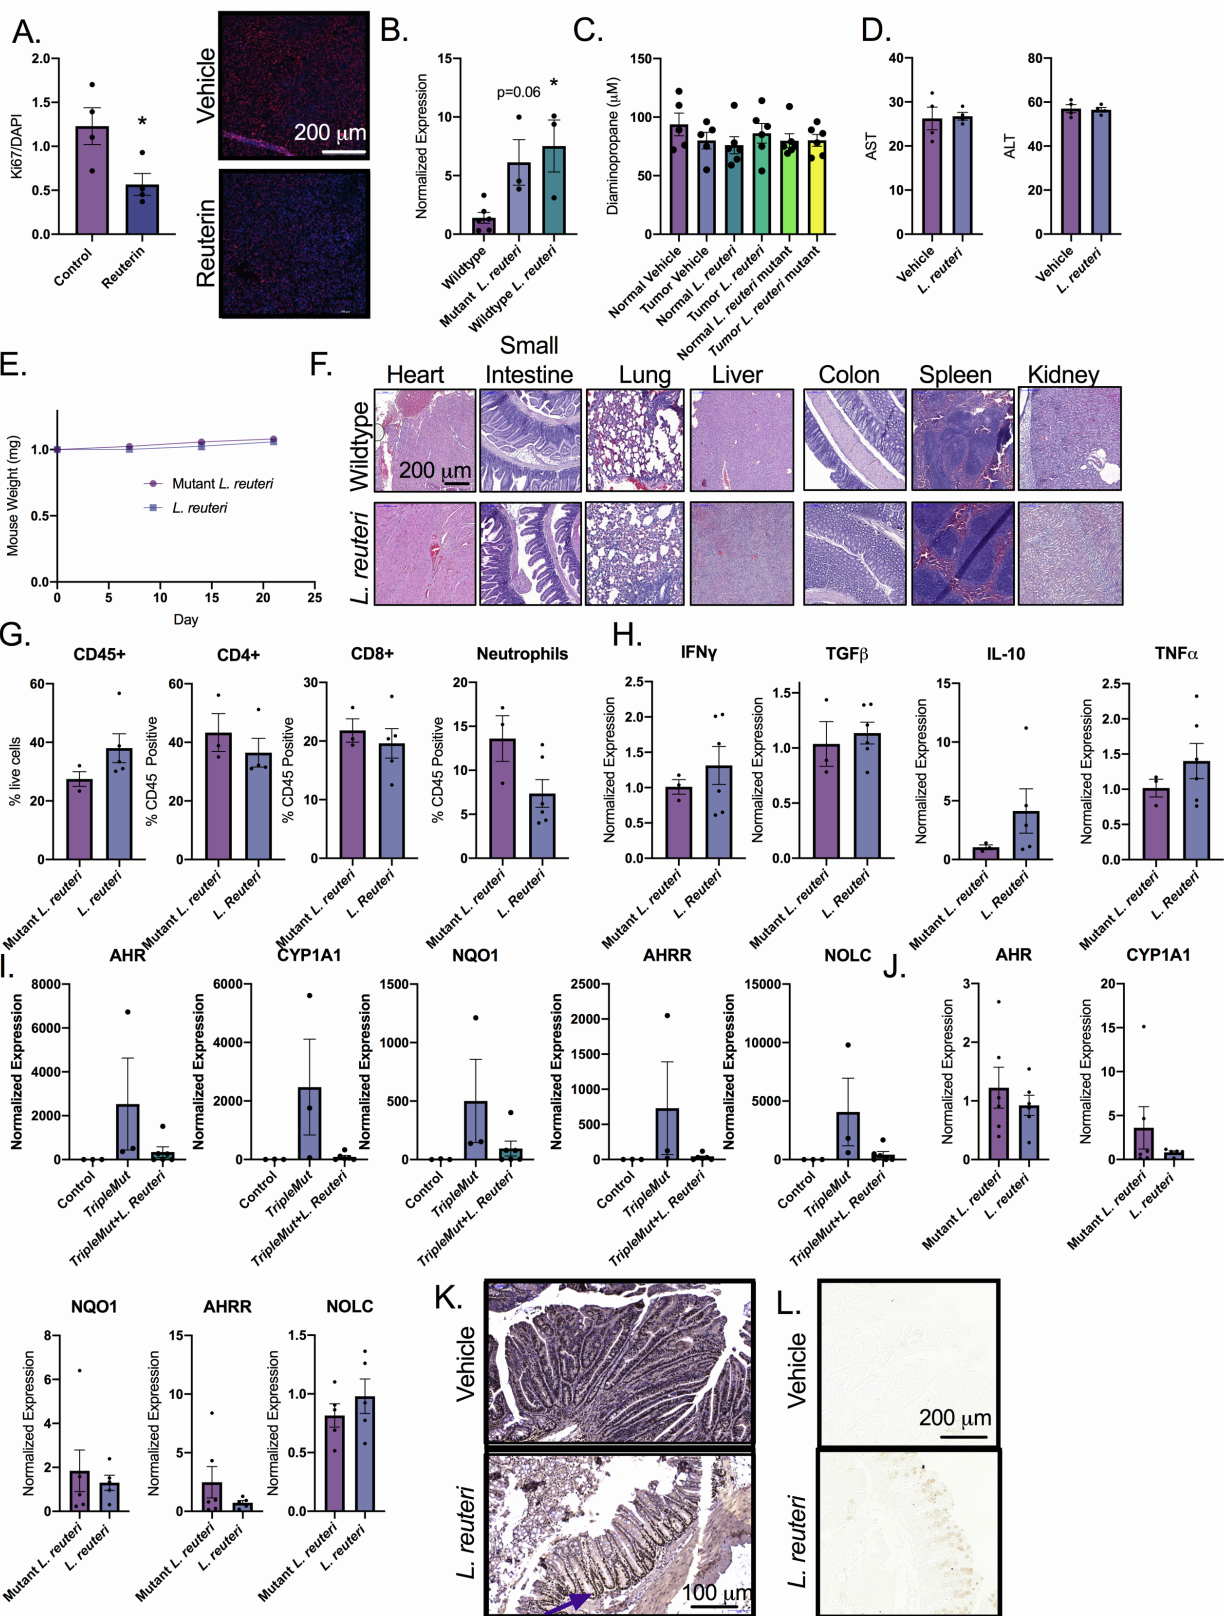 A.
Ki67/DAPI
2.0
1.5
1.0
0.5
0.0
Control
Reuterin
*
Vehicle
200 μm
Reuterin
B.
Normalized Expression
15
10
5
0
p=0.06
*
Wildtype
Mutant L. reuteri
Wildtype L. reuteri
C.
Diaminopropane (μM)
150
100
50
0
Normal Vehicle
Tumor Vehicle
Normal L. reuteri
Tumor L. reuteri
Normal L. reuteri mutant
Tumor L. reuteri mutant
D.
AST
40
30
20
10
0
Vehicle
L. reuteri
ALT
80
60
40
20
0
Vehicle
L. reuteri
E.
Mouse Weight (mg)
1.0
0.5
0.0
0 5 10 15 20 25
Day
Mutant L. reuteri
L. reuteri
F.
Heart
Small
Intestine
Lung
Liver
Colon
Spleen
Kidney
Wildtype
200 μm
L. reuteri
G.
CD45+
% live cells
60
40
20
0
Mutant L. reuteri
L. reuteri
CD4+
% CD45 Positive
60
40
20
0
Mutant L. reuteri
L. Reuteri
CD8+
% CD45 Positive
30
20
10
0
Mutant L. reuteri
L. Reuteri
Neutrophils
% CD45 Positive
20
15
10
5
0
Mutant L. reuteri
L. Reuteri
H.
IFNγ
Normalized Expression
2.5
2.0
1.5
1.0
0.5
0.0
Mutant L. reuteri
L. Reuteri
TGFβ
Normalized Expression
1.5
1.0
0.5
0.0
Mutant L. reuteri
L. Reuteri
IL-10
Normalized Expression
15
10
5
0
Mutant L. reuteri
L. Reuteri
TNFα
Normalized Expression
2.5
2.0
1.5
1.0
0.5
0.0
Mutant L. reuteri
L. Reuteri
I.
AHR
Normalized Expression
8000
6000
4000
2000
0
Control
TripleMut
TripleMut+L. Reuteri
CYP1A1
Normalized Expression
6000
4000
2000
0
Control
TripleMut
TripleMut+L. Reuteri
NQO1
Normalized Expression
1500
1000
500
0
Control
TripleMut
TripleMut+L. Reuteri
AHRR
Normalized Expression
2500
2000
1500
1000
500
0
Control
TripleMut
TripleMut+L. Reuteri
NOLC
Normalized Expression
15000
10000
5000
0
Control
TripleMut
TripleMut+L. Reuteri
J.
AHR
Normalized Expression
3
2
1
0
Mutant L. reuteri
L. reuteri
CYP1A1
Normalized Expression
20
15
10
5
0
Mutant L. reuteri
L. reuteri
NQO1
Normalized Expression
8
6
4
2
0
Mutant L. reuteri
L. reuteri
AHRR
Normalized Expression
15
10
5
0
Mutant L. reuteri
L. reuteri
NOLC
Normalized Expression
1.5
1.0
0.5
0.0
Mutant L. reuteri
L. reuteri
K.
Vehicle
L. reuteri
100 μm
L.
Vehicle
200 μm
L. reuteri